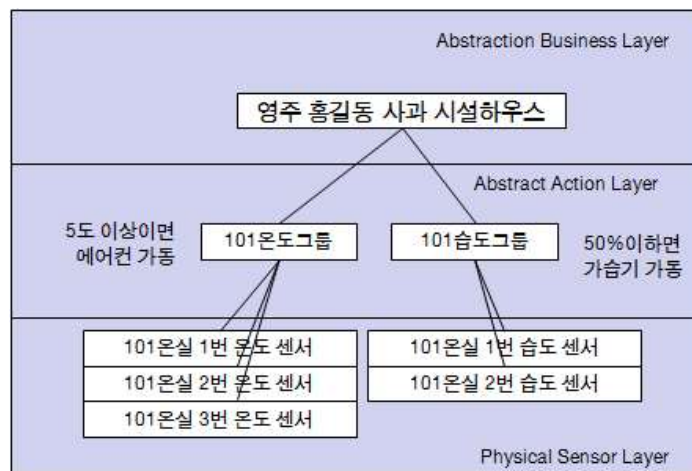 Abstraction Business Layer
영주 홍길동 사과 시설하우스
Abstract Action Layer
5도 이상이면
에어컨 가동
101온도그룹
101습도그룹
50%이하면
가습기 가동
101온실 1번 온도 센서
101온실 2번 온도 센서
101온실 3번 온도 센서
101온실 1번 습도 센서
101온실 2번 습도 센서
Physical Sensor Layer